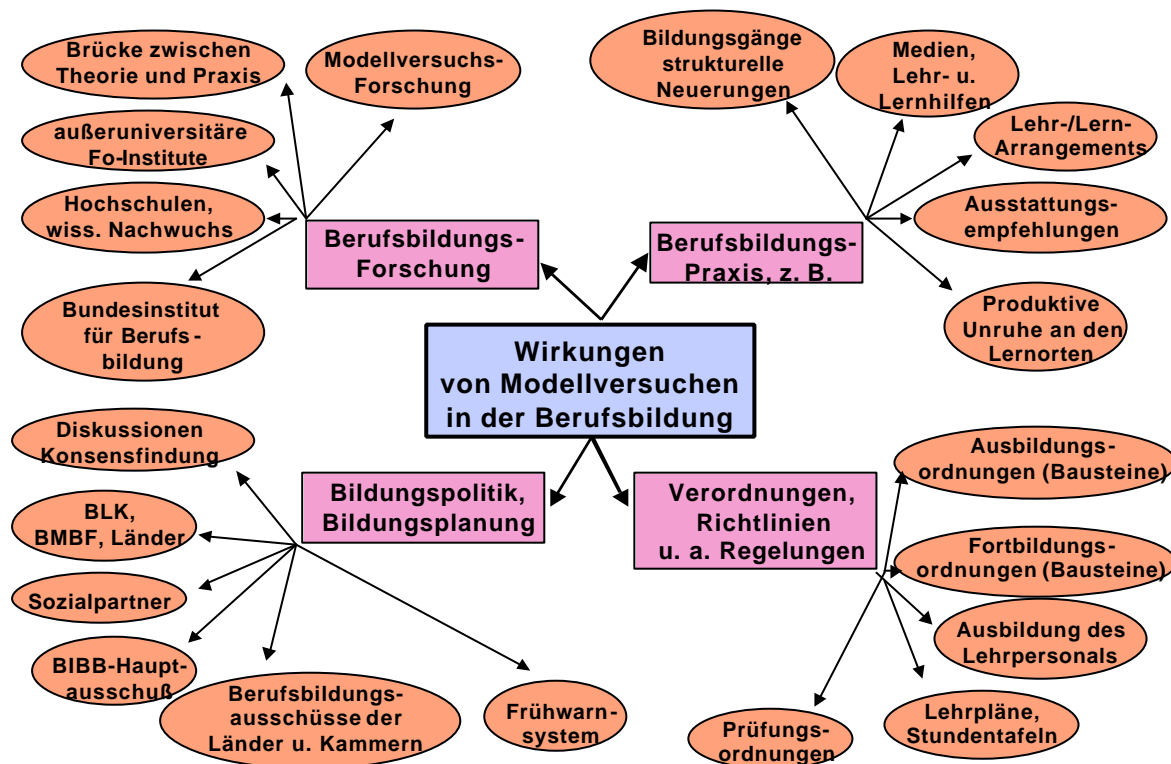 Brücke zwischen
Theorie und Praxis
Modellversuchs-
Forschung
außeruniversitäre
Fo-Institute
Hochschulen,
wiss. Nachwuchs
Bundesinstitut
für Berufs -
bildung
Berufsbildungs-
Forschung
Bildungsgänge
strukturelle
Neuerungen
Medien,
Lehr- u.
Lernhilfen
Lehr-/Lern-
Arrangements
Ausstattungs-
empfehlungen
Produktive
Unruhe an den
Lernorten
Berufsbildungs-
Praxis, z. B.
Wirkungen
von Modellversuchen
in der Berufsbildung
Diskussionen
Konsensfindung
BLK,
BMBF, Länder
Sozialpartner
BIBB-Haupt-
ausschuß
Berufsbildungs-
ausschüsse der
Länder u. Kammern
Frühwarn-
system
Bildungspolitik,
Bildungsplanung
Verordnungen,
Richtlinien
u. a. Regelungen
Ausbildungs-
ordnungen (Bausteine)
Fortbildungs-
ordnungen (Bausteine)
Ausbildung des
Lehrpersonals
Lehrpläne,
Stundentafeln
Prüfungs-
ordnungen